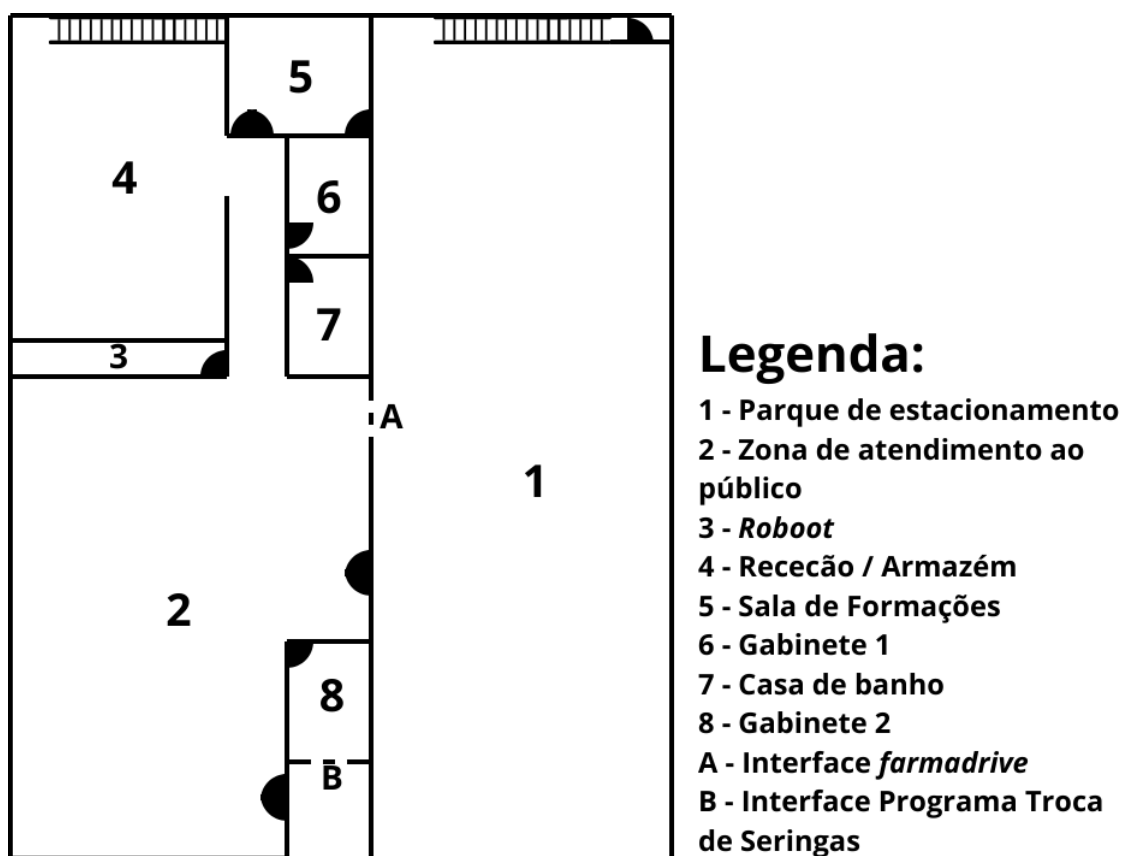 5
4
6
7
3
A
1
2
8
B
Legenda:
1 - Parque de estacionamento
2 - Zona de atendimento ao
público
3 - Roboot
4 - Rececão / Armazém
5 - Sala de Formações
6 - Gabinete 1
7 - Casa de banho
8 - Gabinete 2
A - Interface farmadrive
B - Interface Programa Troca
de Seringas